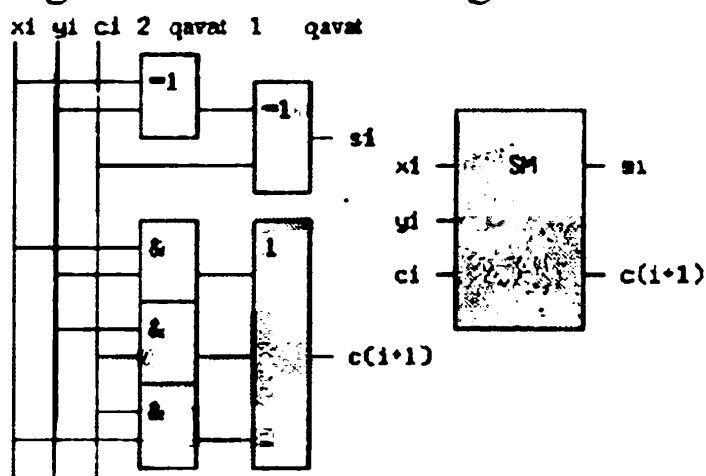 xi yi ci 2 qavat 1 qavat
=1
=1
si
&
1
&
c(i+1)
&
xi SM si
yi
ci c(i+1)